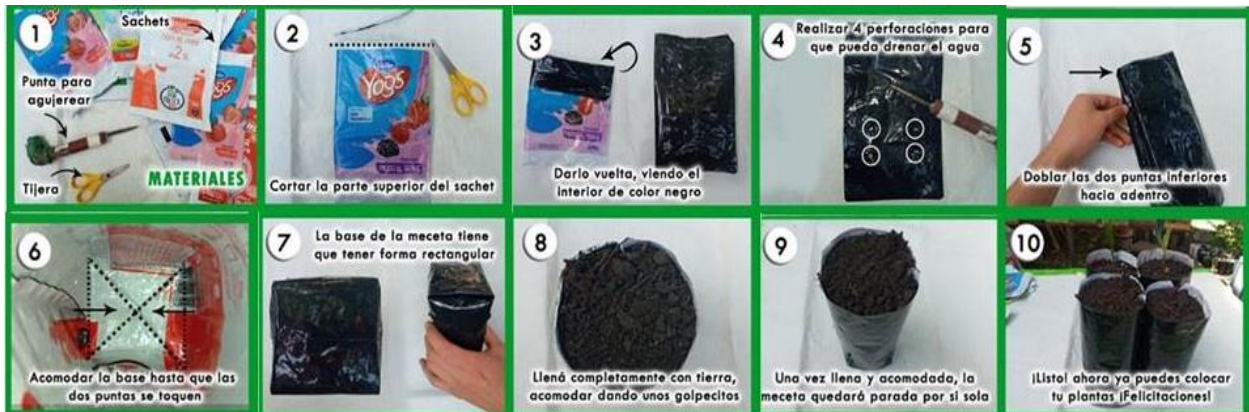 1
Sachets
Punta para
agujerear
Tijera
MATERIALES
2
Yogs
Cortar la parte superior del sachet
3
Darlo vuelta, viendo el
interior de color negro
4
Realizar 4 perforaciones para
que pueda drenar el agua
5
Doblar las dos puntas inferiores
hacia adentro
6
Acomodar la base hasta que las
dos puntas se toquen
7
La base de la meceta tiene
que tener forma rectangular
8
Llená completamente con tierra,
acomodar dando unos golpecitos
9
Una vez llena y acomodada, la
meceta quedará parada por si sola
10
¡Listo! ahora ya puedes colocar
tu plantas ¡Felicitaciones!